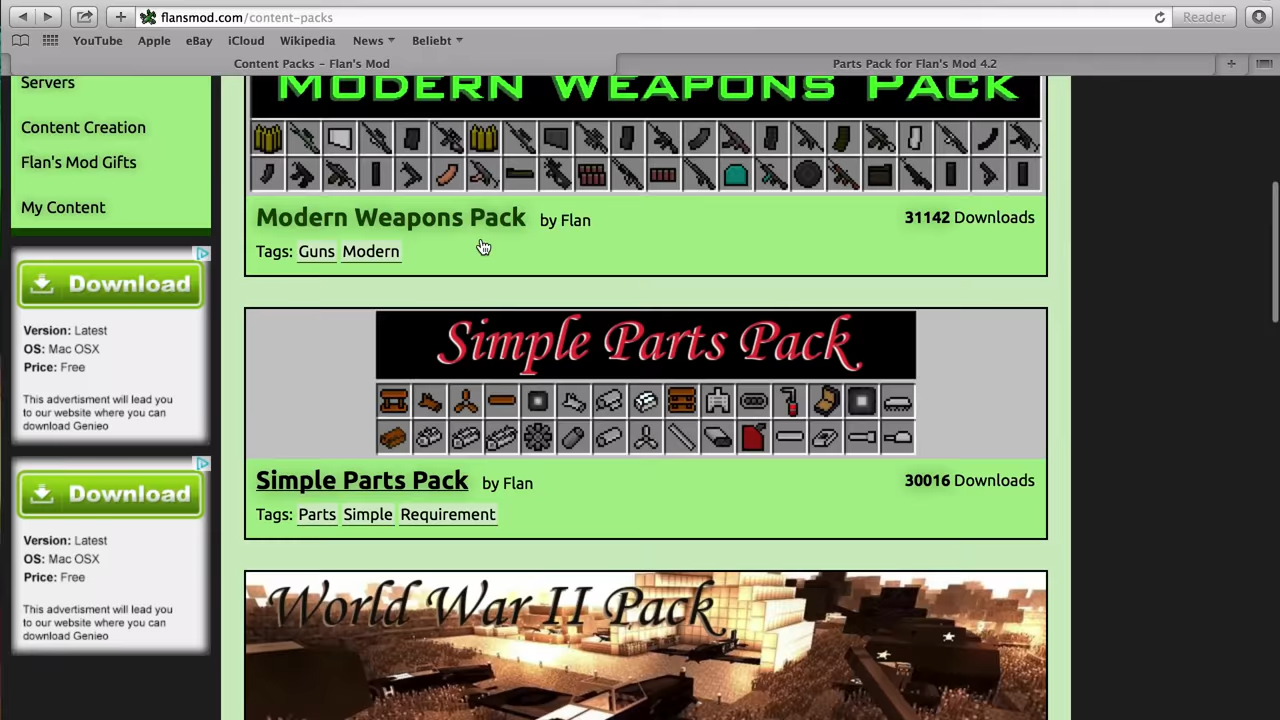 flansmod.com/content-packs
Reader
YouTube Apple eBay iCloud Wikipedia News Beliebt
Content Packs – Flan's Mod
Parts Pack for Flan's Mod 4.2
Servers
Content Creation
Flan's Mod Gifts
My Content
Download
Version: Latest
OS: Mac OSX
Price: Free
This advertisment will lead you
to our website where you can
download Genieo
Download
Version: Latest
OS: Mac OSX
Price: Free
This advertisment will lead you
to our website where you can
download Genieo
MODERN WEAPONS PACK
Modern Weapons Pack by Flan
31142 Downloads
Tags: Guns Modern
Simple Parts Pack
Simple Parts Pack by Flan
30016 Downloads
Tags: Parts Simple Requirement
World War II Pack